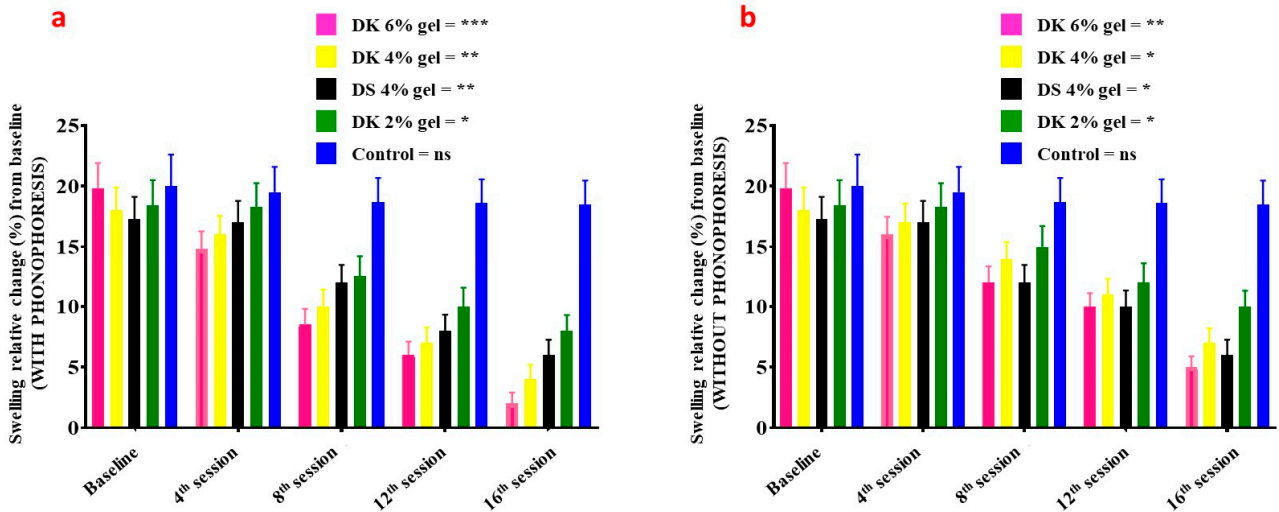 a
DK 6% gel = ***
DK 4% gel = **
DS 4% gel = **
DK 2% gel = *
Control = ns
Swelling relative change (%) from baseline
(WITH PHONOPHORESIS)
25
20
15
10
5
0
Baseline
4th session
8th session
12th session
16th session
b
DK 6% gel = **
DK 4% gel = *
DS 4% gel = *
DK 2% gel = *
Control = ns
Swelling relative change (%) from baseline
(WITHOUT PHONOPHORESIS)
25
20
15
10
5
0
Baseline
4th session
8th session
12th session
16th session